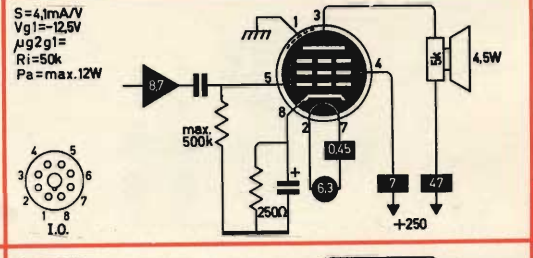 S=4,1mA/V
Vg1=-12,5V
µg2g1=
Ri=50k
Pa=max.12W
1
3
8,7
5
4
5k
4,5W
max.
500k
8
2
7
0,45
250Ω
+
6,3
7
47
+250
4 5
3 6
2 7
1 8
I.O.